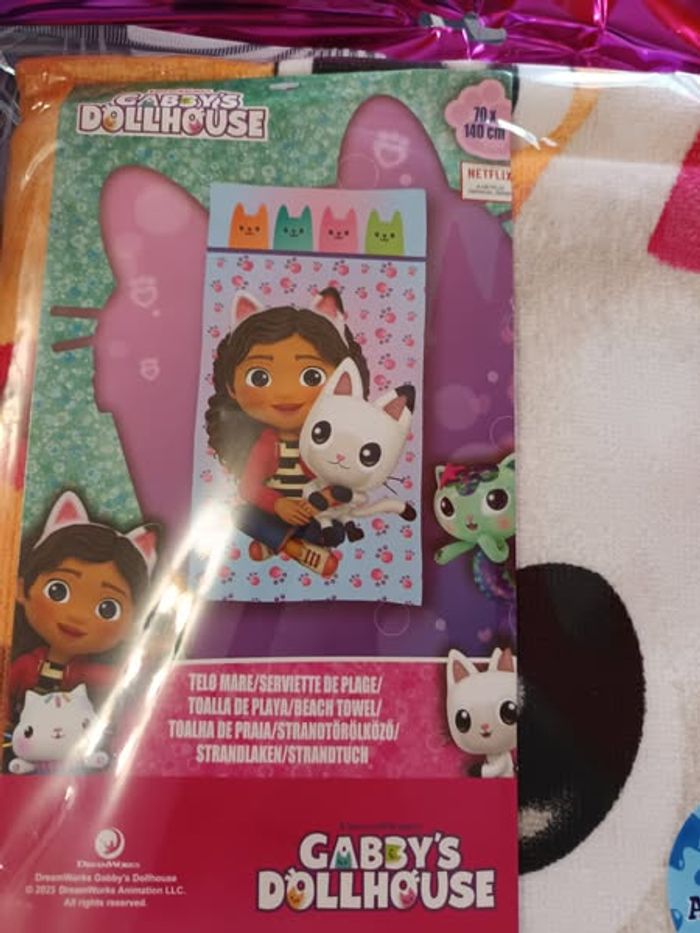 GABBY'S
DOLLHOUSE
70 x
140 cm
NETFLIX
TELO MARE/SERVIETTE DE PLAGE/
TOALLA DE PLAYA/BEACH TOWEL/
TOALHA DE PRAIA/STRANDTÖRÖLKÖZŐ/
STRANDLAKEN/STRANDTUCH
DREAMWORKS
DreamWorks Gabby's Dollhouse
© 2023 DreamWorks Animation LLC.
All rights reserved.
GABBY'S
DOLLHOUSE